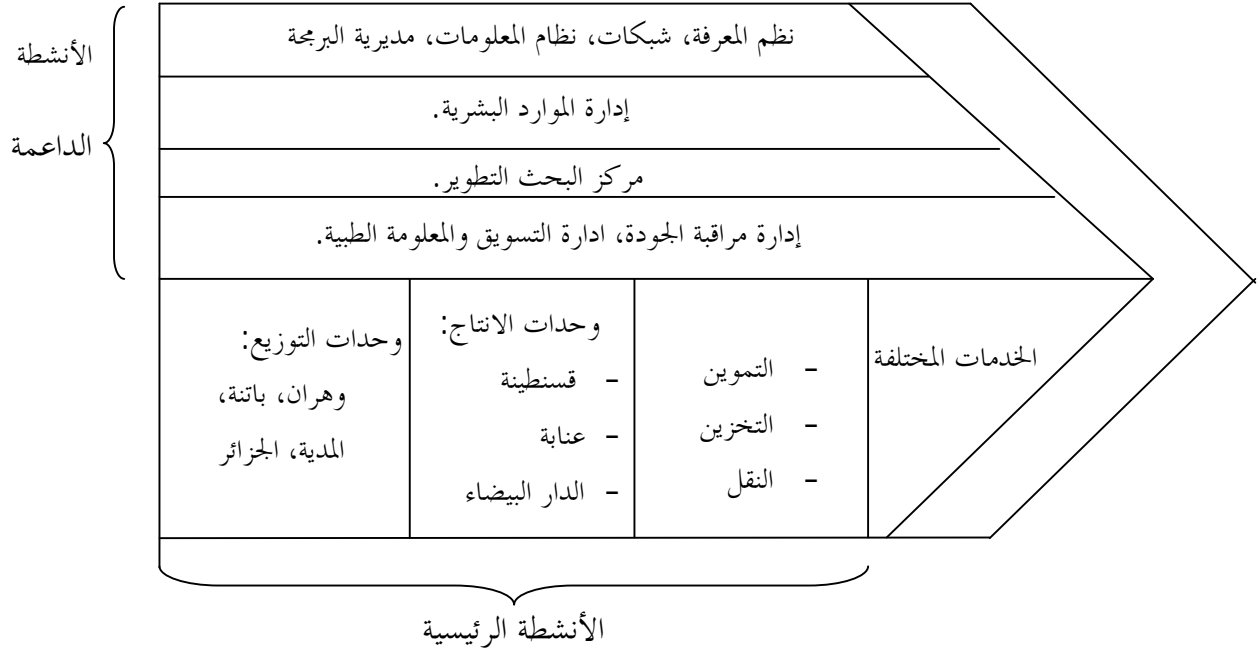 نظم المعرفة، شبكات، نظام المعلومات، مديرية البرمجة
إدارة الموارد البشرية.
مركز البحث التطوير.
إدارة مراقبة الجودة، ادارة التسويق والمعلومة الطبية.
الأنشطة
الداعمة
الخدمات المختلفة
- التموين
- التخزين
- النقل
وحدات الانتاج:
- قسنطينة
- عنابة
- الدار البيضاء
وحدات التوزيع:
وهران، باتنة،
المدية، الجزائر
الأنشطة الرئيسية